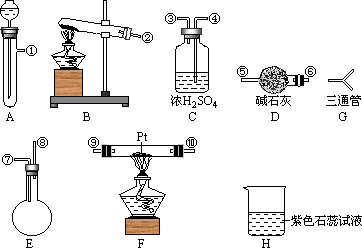 ① ② ③ ④ ⑤ ⑥
浓H₂SO₄ 碱石灰 三通管
A B C D G
⑦ ⑧ ⑨ Pt ⑩
紫色石蕊试液
E F H